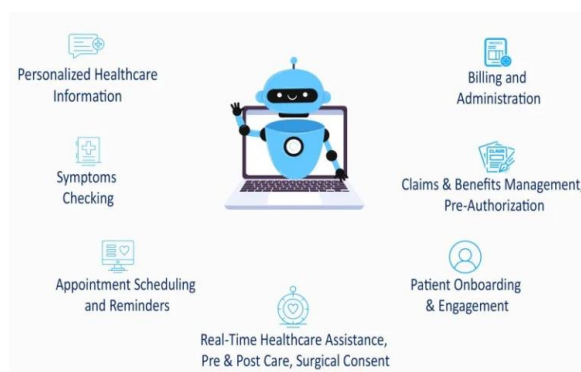 Personalized Healthcare
Information
Billing and
Administration
Symptoms
Checking
CLAIM
Claims & Benefits Management,
Pre-Authorization
Appointment Scheduling
and Reminders
Patient Onboarding
& Engagement
Real-Time Healthcare Assistance,
Pre & Post Care, Surgical Consent